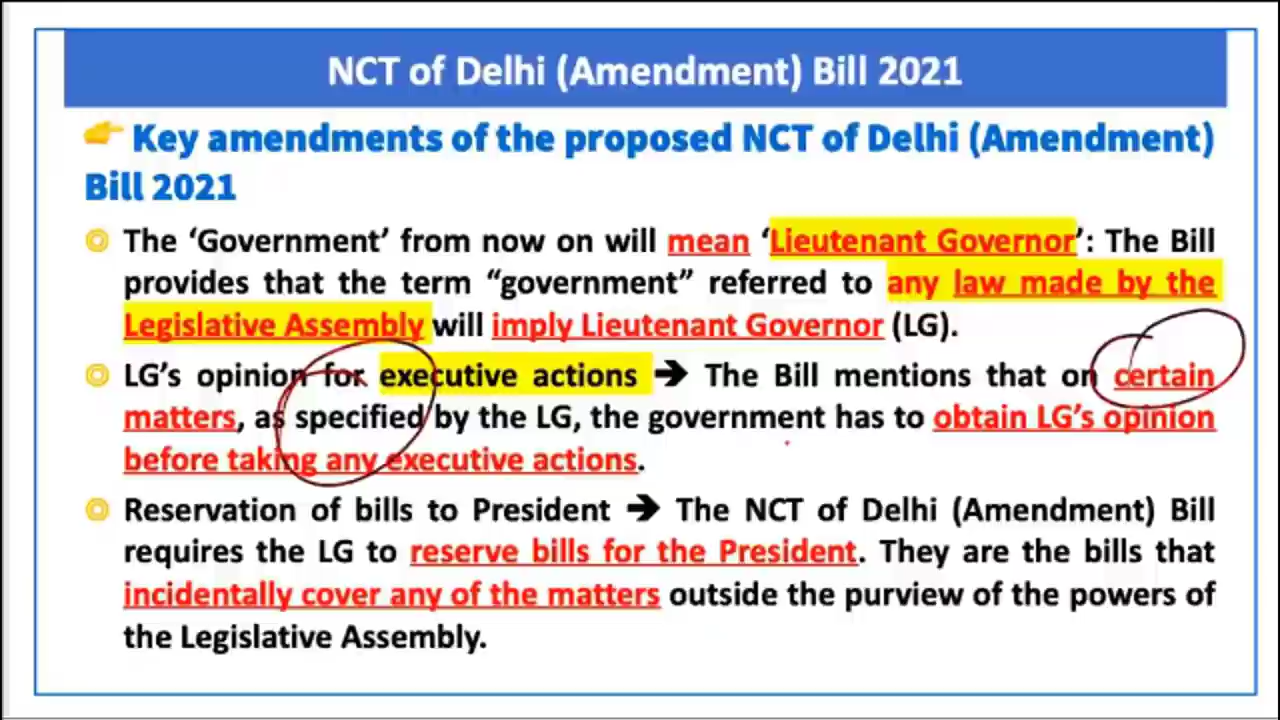 NCT of Delhi (Amendment) Bill 2021
Key amendments of the proposed NCT of Delhi (Amendment)
Bill 2021
The ‘Government’ from now on will mean ‘Lieutenant Governor’: The Bill
provides that the term “government” referred to any law made by the
Legislative Assembly will imply Lieutenant Governor (LG).
LG’s opinion for executive actions → The Bill mentions that on certain
matters, as specified by the LG, the government has to obtain LG’s opinion
before taking any executive actions.
Reservation of bills to President → The NCT of Delhi (Amendment) Bill
requires the LG to reserve bills for the President. They are the bills that
incidentally cover any of the matters outside the purview of the powers of
the Legislative Assembly.